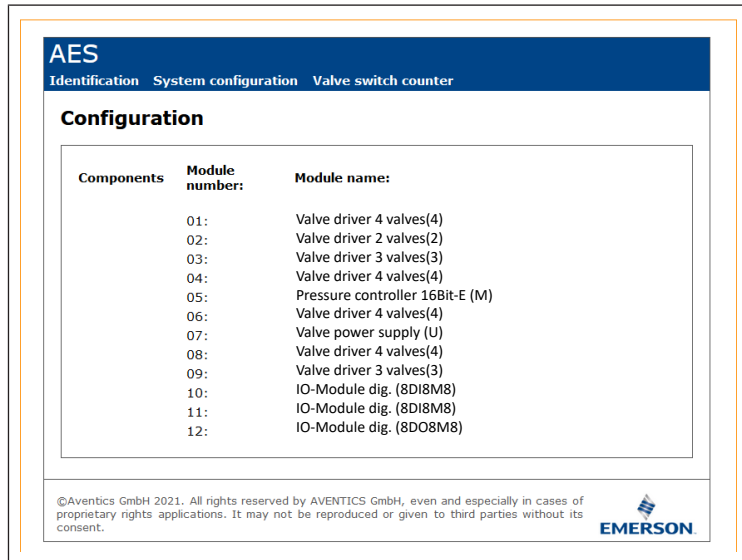 AES
Identification System configuration Valve switch counter
Configuration
Components Module number: Module name:
01: Valve driver 4 valves(4)
02: Valve driver 2 valves(2)
03: Valve driver 3 valves(3)
04: Valve driver 4 valves(4)
05: Pressure controller 16Bit-E (M)
06: Valve driver 4 valves(4)
07: Valve power supply (U)
08: Valve driver 4 valves(4)
09: Valve driver 3 valves(3)
10: IO-Module dig. (8DI8M8)
11: IO-Module dig. (8DI8M8)
12: IO-Module dig. (8DO8M8)
©Aventics GmbH 2021. All rights reserved by AVENTICS GmbH, even and especially in cases of
proprietary rights applications. It may not be reproduced or given to third parties without its
consent.
EMERSON.